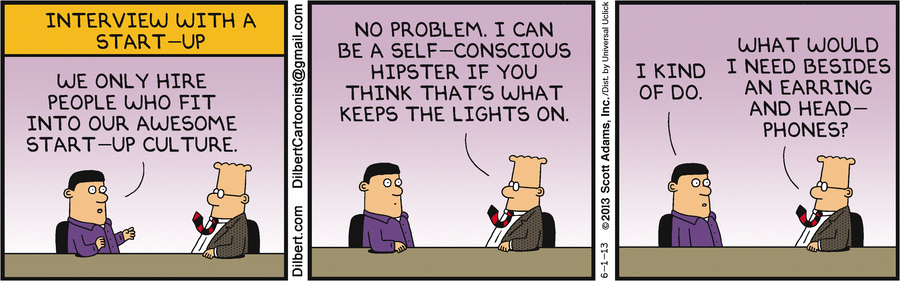 INTERVIEW WITH A
START-UP
WE ONLY HIRE
PEOPLE WHO FIT
INTO OUR AWESOME
START-UP CULTURE.
Dilbert.com DilbertCartoonist@gmail.com
NO PROBLEM. I CAN
BE A SELF-CONSCIOUS
HIPSTER IF YOU
THINK THAT'S WHAT
KEEPS THE LIGHTS ON.
6-1-13 ©2013 Scott Adams, Inc. /Dist. by Universal Uclick
I KIND
OF DO.
WHAT WOULD
I NEED BESIDES
AN EARRING
AND HEAD-
PHONES?